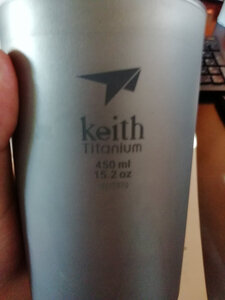 keith
Titanium
450 ml
15.2 oz